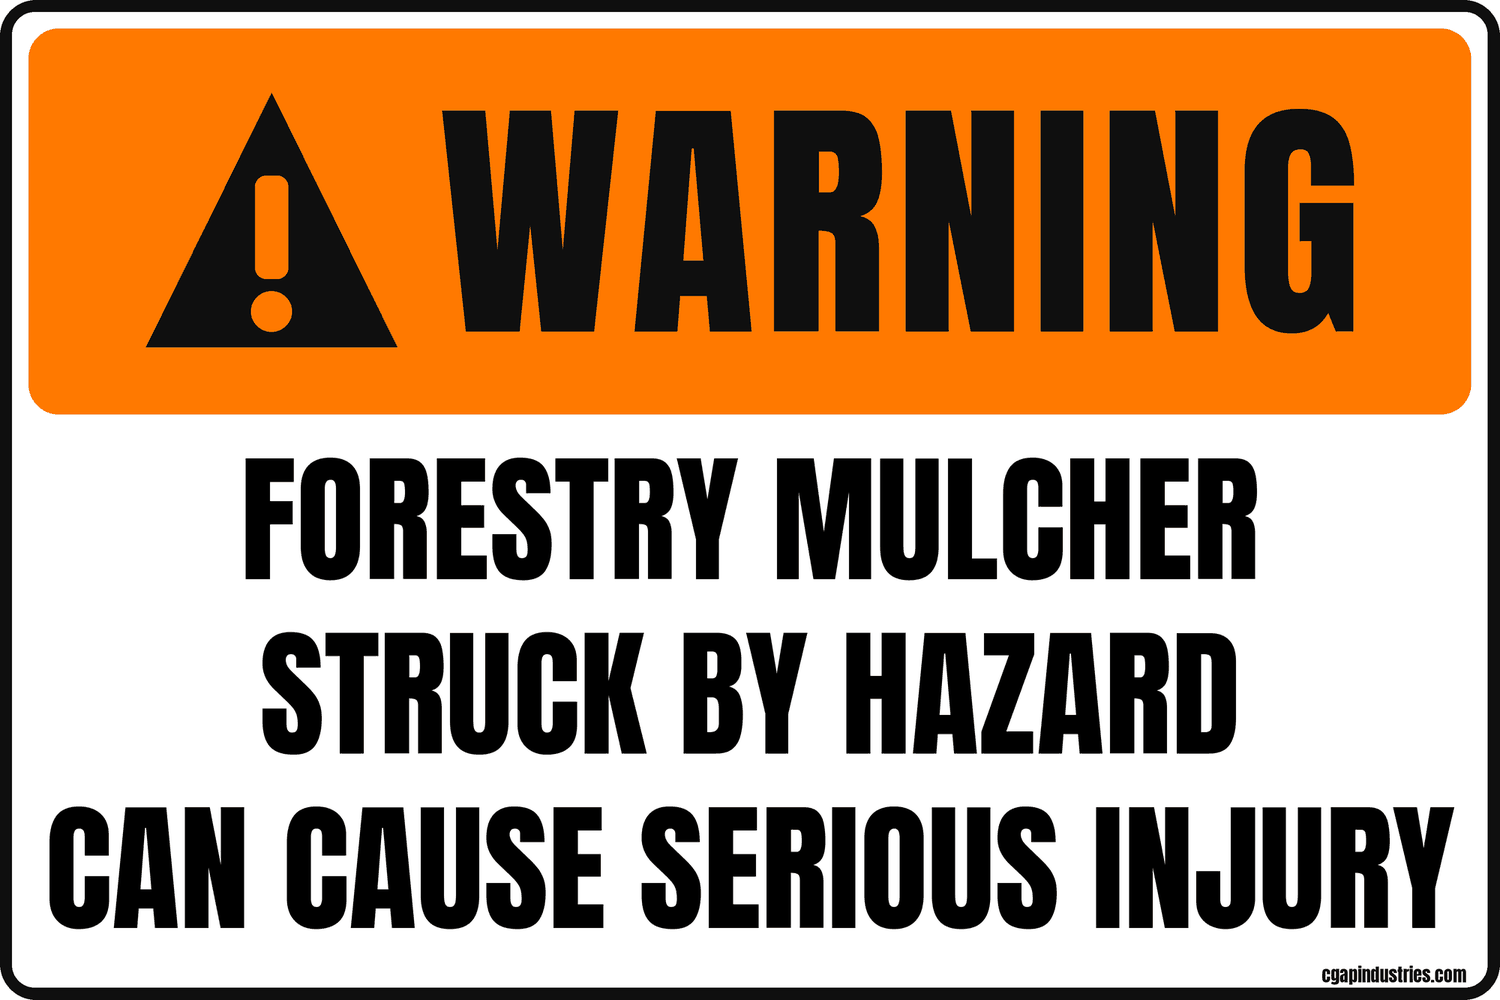 WARNING
FORESTRY MULCHER
STRUCK BY HAZARD
CAN CAUSE SERIOUS INJURY
cgapindustries.com